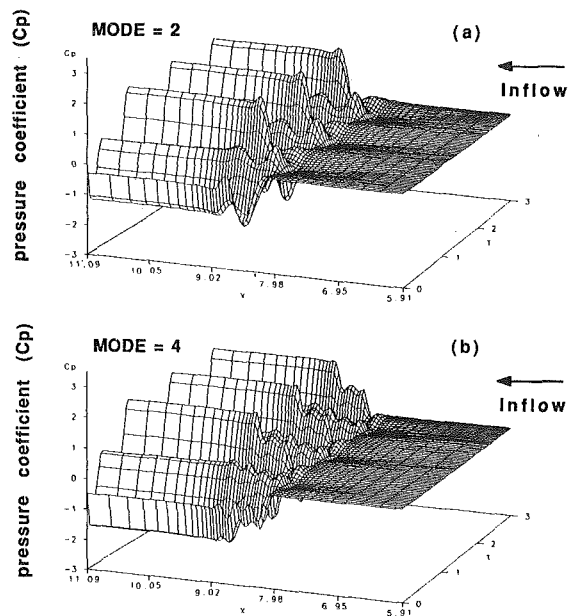 pressure coefficient (Cp)
MODE = 2
(a)
Inflow
Cp
3
2
1
0
-1
-2
-3
11.09
10.05
9.02
7.98
6.95
5.91
X
0
1
2
3
τ
pressure coefficient (Cp)
MODE = 4
(b)
Inflow
Cp
3
2
1
0
-1
-2
-3
11.09
10.05
9.02
7.98
6.95
5.91
X
0
1
2
3
τ